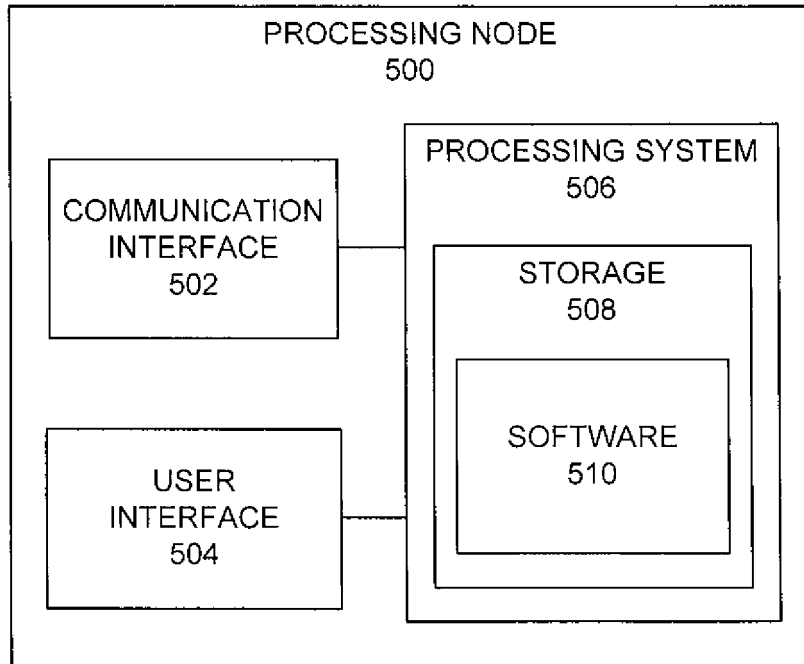 PROCESSING NODE
500
COMMUNICATION
INTERFACE
502
USER
INTERFACE
504
PROCESSING SYSTEM
506
STORAGE
508
SOFTWARE
510